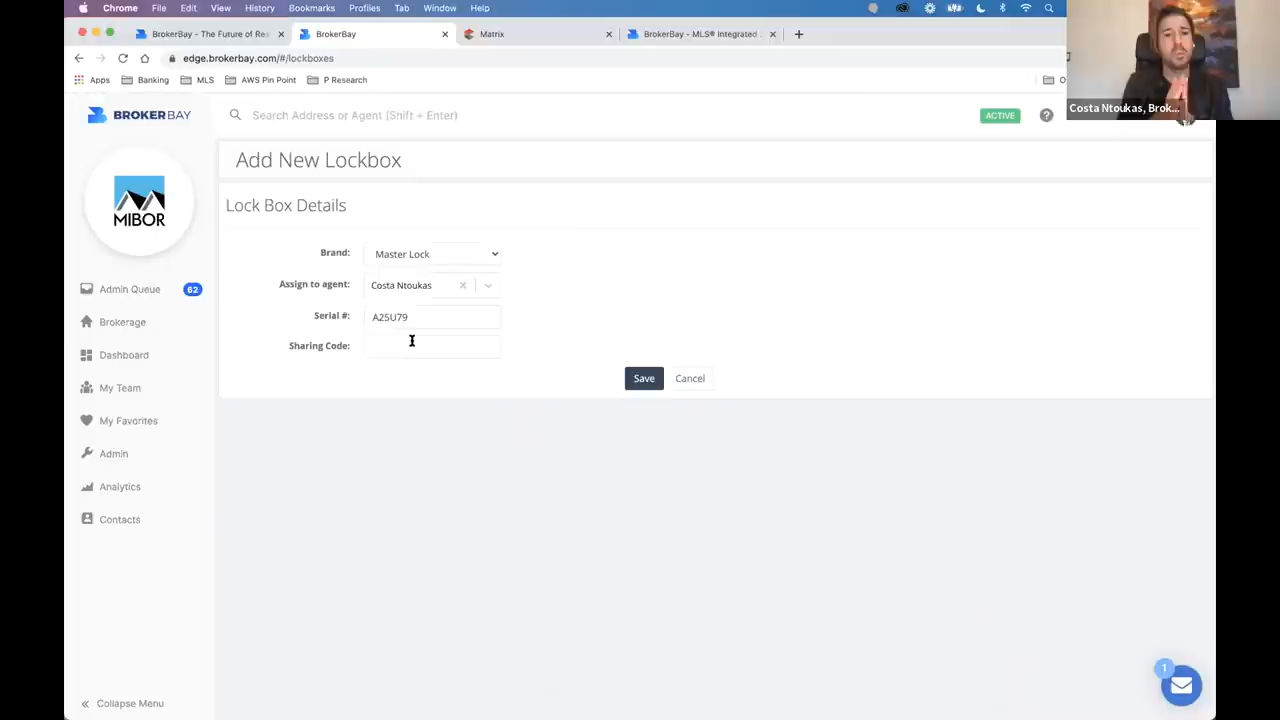 Chrome File Edit View History Bookmarks Profiles Tab Window Help
BrokerBay - The Future of Rea
BrokerBay
Matrix
BrokerBay - MLS® Integrated
edge.brokerbay.com/#/lockboxes
Apps Banking MLS AWS Pin Point P Research
Costa Ntoukas, Brok...
BROKERBAY
Search Address or Agent (Shift + Enter)
ACTIVE
Add New Lockbox
MIBOR
Lock Box Details
Brand: Master Lock
Assign to agent: Costa Ntoukas
Serial #: A25U79
Sharing Code:
Save Cancel
Admin Queue 62
Brokerage
Dashboard
My Team
My Favorites
Admin
Analytics
Contacts
Collapse Menu
1